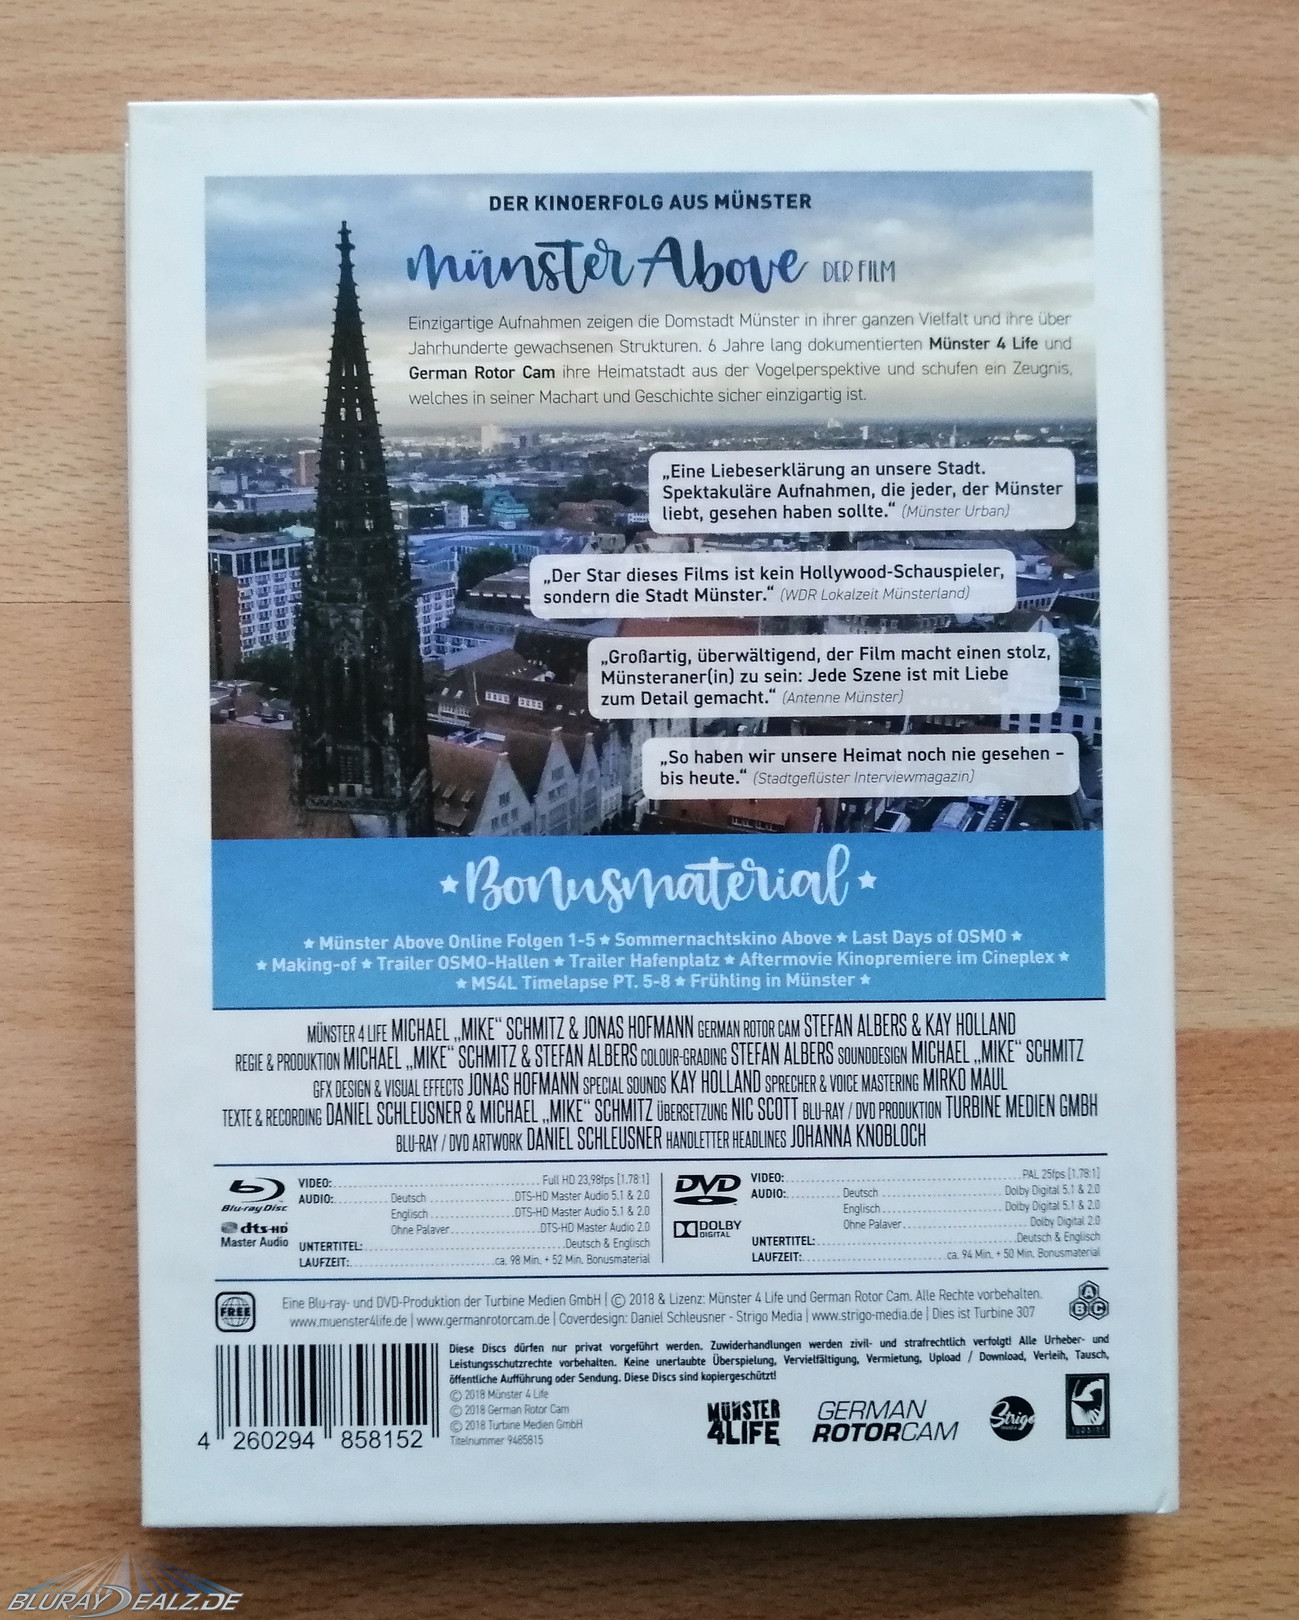 DER KINOERFOLG AUS MÜNSTER
münster Above DER FILM
Einzigartige Aufnahmen zeigen die Domstadt Münster in ihrer ganzen Vielfalt und ihre über
Jahrhunderte gewachsenen Strukturen. 6 Jahre lang dokumentierten Münster 4 Life und
German Rotor Cam ihre Heimatstadt aus der Vogelperspektive und schufen ein Zeugnis,
welches in seiner Machart und Geschichte sicher einzigartig ist.
„Eine Liebeserklärung an unsere Stadt.
Spektakuläre Aufnahmen, die jeder, der Münster
liebt, gesehen haben sollte.“ (Münster Urban)
„Der Star dieses Films ist kein Hollywood-Schauspieler,
sondern die Stadt Münster.“ (WDR Lokalzeit Münsterland)
„Großartig, überwältigend, der Film macht einen stolz,
Münsteraner(in) zu sein: Jede Szene ist mit Liebe
zum Detail gemacht.“ (Antenne Münster)
„So haben wir unsere Heimat noch nie gesehen –
bis heute.“ (Stadtgeflüster Interviewmagazin)
★ Bonusmaterial ★
★ Münster Above Online Folgen 1-5 ★ Sommernachtskino Above ★ Last Days of OSMO ★
★ Making-of ★ Trailer OSMO-Hallen ★ Trailer Hafenplatz ★ Aftermovie Kinopremiere im Cineplex ★
★ MS4L Timelapse PT. 5-8 ★ Frühling in Münster ★
MÜNSTER 4 LIFE MICHAEL „MIKE“ SCHMITZ & JONAS HOFMANN GERMAN ROTOR CAM STEFAN ALBERS & KAY HOLLAND
REGIE & PRODUKTION MICHAEL „MIKE“ SCHMITZ & STEFAN ALBERS COLOUR-GRADING STEFAN ALBERS SOUNDDESIGN MICHAEL „MIKE“ SCHMITZ
GFX DESIGN & VISUAL EFFECTS JONAS HOFMANN SPECIAL SOUNDS KAY HOLLAND SPRECHER & VOICE MASTERING MIRKO MAUL
TEXTE & RECORDING DANIEL SCHLEUSNER & MICHAEL „MIKE“ SCHMITZ ÜBERSETZUNG NIC SCOTT BLU-RAY / DVD PRODUKTION TURBINE MEDIEN GMBH
BLU-RAY / DVD ARTWORK DANIEL SCHLEUSNER HANDLETTER HEADLINES JOHANNA KNOBLOCH
Blu-ray Disc
dts-HD
Master Audio
VIDEO: Full HD 23,98fps [1.78:1]
AUDIO: Deutsch DTS-HD Master Audio 5.1 & 2.0
Englisch DTS-HD Master Audio 5.1 & 2.0
Ohne Palaver DTS-HD Master Audio 2.0
UNTERTITEL: Deutsch & Englisch
LAUFZEIT: ca. 98 Min. + 52 Min. Bonusmaterial
DVD
DOLBY
DIGITAL
VIDEO: PAL 25fps [1.78:1]
AUDIO: Deutsch Dolby Digital 5.1 & 2.0
Englisch Dolby Digital 5.1 & 2.0
Ohne Palaver Dolby Digital 2.0
UNTERTITEL: Deutsch & Englisch
LAUFZEIT: ca. 94 Min. + 50 Min. Bonusmaterial
FREE
Eine Blu-ray- und DVD-Produktion der Turbine Medien GmbH | © 2018 & Lizenz: Münster 4 Life und German Rotor Cam. Alle Rechte vorbehalten.
www.muenster4life.de | www.germanrotorcam.de | Coverdesign: Daniel Schleusner - Strigo Media | www.strigo-media.de | Dies ist Turbine 307
A B C
Diese Discs dürfen nur privat vorgeführt werden. Zuwiderhandlungen werden zivil- und strafrechtlich verfolgt! Alle Urheber- und
Leistungsschutzrechte vorbehalten. Keine unerlaubte Überspielung, Vervielfältigung, Vermietung, Upload / Download, Verleih, Tausch,
öffentliche Aufführung oder Sendung. Diese Discs sind kopiergeschützt!
© 2018 Münster 4 Life
© 2018 German Rotor Cam
© 2018 Turbine Medien GmbH
Titelnummer 9485815
4 260294 858152
MÜNSTER
4LIFE
GERMAN
ROTORCAM
Strigo
TURBINE
BLURAYDEALZ.DE